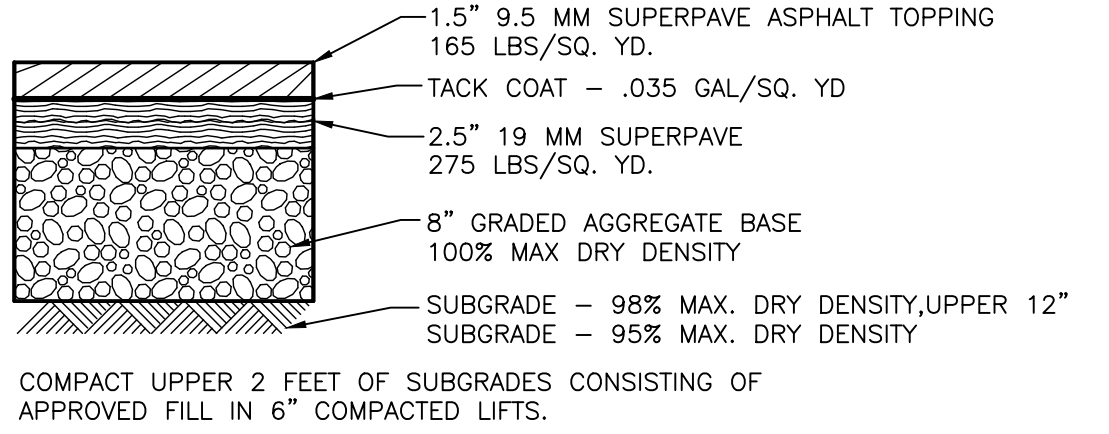 1.5” 9.5 MM SUPERPAVE ASPHALT TOPPING
165 LBS/SQ. YD.
TACK COAT – .035 GAL/SQ. YD
2.5” 19 MM SUPERPAVE
275 LBS/SQ. YD.
8” GRADED AGGREGATE BASE
100% MAX DRY DENSITY
SUBGRADE – 98% MAX. DRY DENSITY,UPPER 12”
SUBGRADE – 95% MAX. DRY DENSITY
COMPACT UPPER 2 FEET OF SUBGRADES CONSISTING OF
APPROVED FILL IN 6” COMPACTED LIFTS.